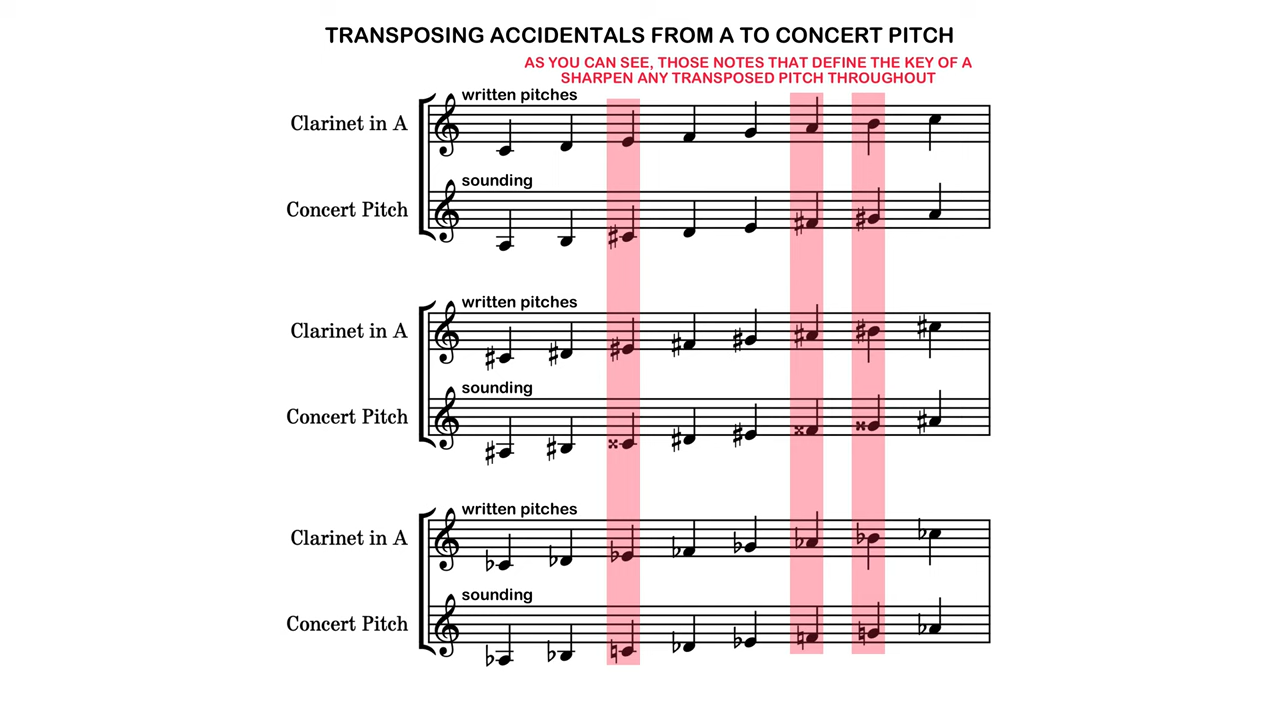 TRANSPOSING ACCIDENTALS FROM A TO CONCERT PITCH
AS YOU CAN SEE, THOSE NOTES THAT DEFINE THE KEY OF A
SHARPEN ANY TRANSPOSED PITCH THROUGHOUT
written pitches
Clarinet in A
sounding
Concert Pitch
written pitches
Clarinet in A
sounding
Concert Pitch
written pitches
Clarinet in A
sounding
Concert Pitch